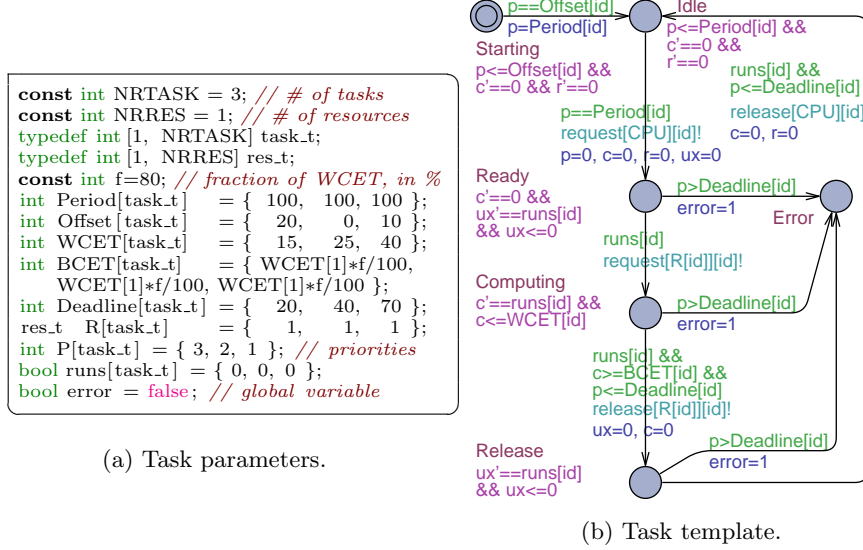 const int NRTASK = 3; // # of tasks
const int NRRES = 1; // # of resources
typedef int [1, NRTASK] task_t;
typedef int [1, NRRES] res_t;
const int f=80; // fraction of WCET, in %
int Period[task_t] = { 100, 100, 100 };
int Offset[task_t] = { 20, 0, 10 };
int WCET[task_t] = { 15, 25, 40 };
int BCET[task_t] = { WCET[1]*f/100,
WCET[1]*f/100, WCET[1]*f/100 };
int Deadline[task_t] = { 20, 40, 70 };
res_t R[task_t] = { 1, 1, 1 };
int P[task_t] = { 3, 2, 1 }; // priorities
bool runs[task_t] = { 0, 0, 0 };
bool error = false; // global variable
(a) Task parameters.
p==Offset[id]
p=Period[id]
Idle
p<=Period[id] &&
c'==0 &&
r'==0
Starting
p<=Offset[id] &&
c'==0 && r'==0
runs[id] &&
p<=Deadline[id]
release[CPU][id]!
c=0, r=0
p==Period[id]
request[CPU][id]!
p=0, c=0, r=0, ux=0
Ready
c'==0 &&
ux'==runs[id]
&& ux<=0
p>Deadline[id]
error=1
Error
runs[id]
request[R[id]][id]!
Computing
c'==runs[id] &&
c<=WCET[id]
p>Deadline[id]
error=1
runs[id] &&
c>=BCET[id] &&
p<=Deadline[id]
release[R[id]][id]!
ux=0, c=0
Release
ux'==runs[id]
&& ux<=0
p>Deadline[id]
error=1
(b) Task template.